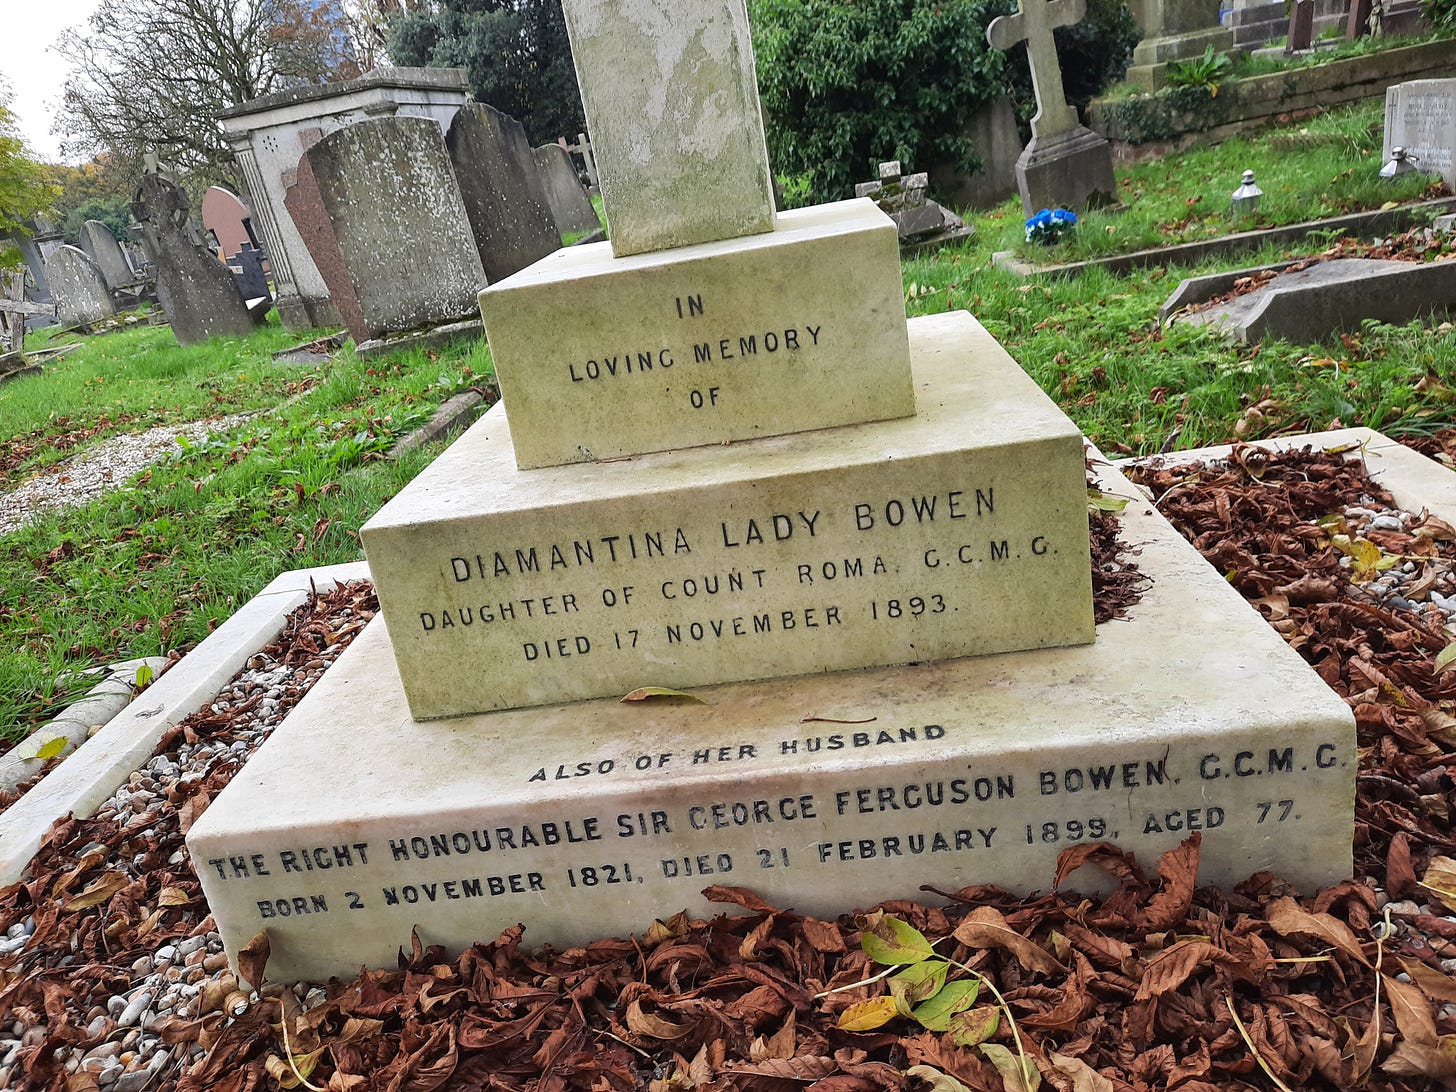 IN
LOVING MEMORY
OF
DIAMANTINA LADY BOWEN
DAUGHTER OF COUNT ROMA. G.C.M.G.
DIED 17 NOVEMBER 1893.
ALSO OF HER HUSBAND
THE RIGHT HONOURABLE SIR GEORGE FERGUSON BOWEN, G.C.M.G.
BORN 2 NOVEMBER 1821, DIED 21 FEBRUARY 1899, AGED 77.